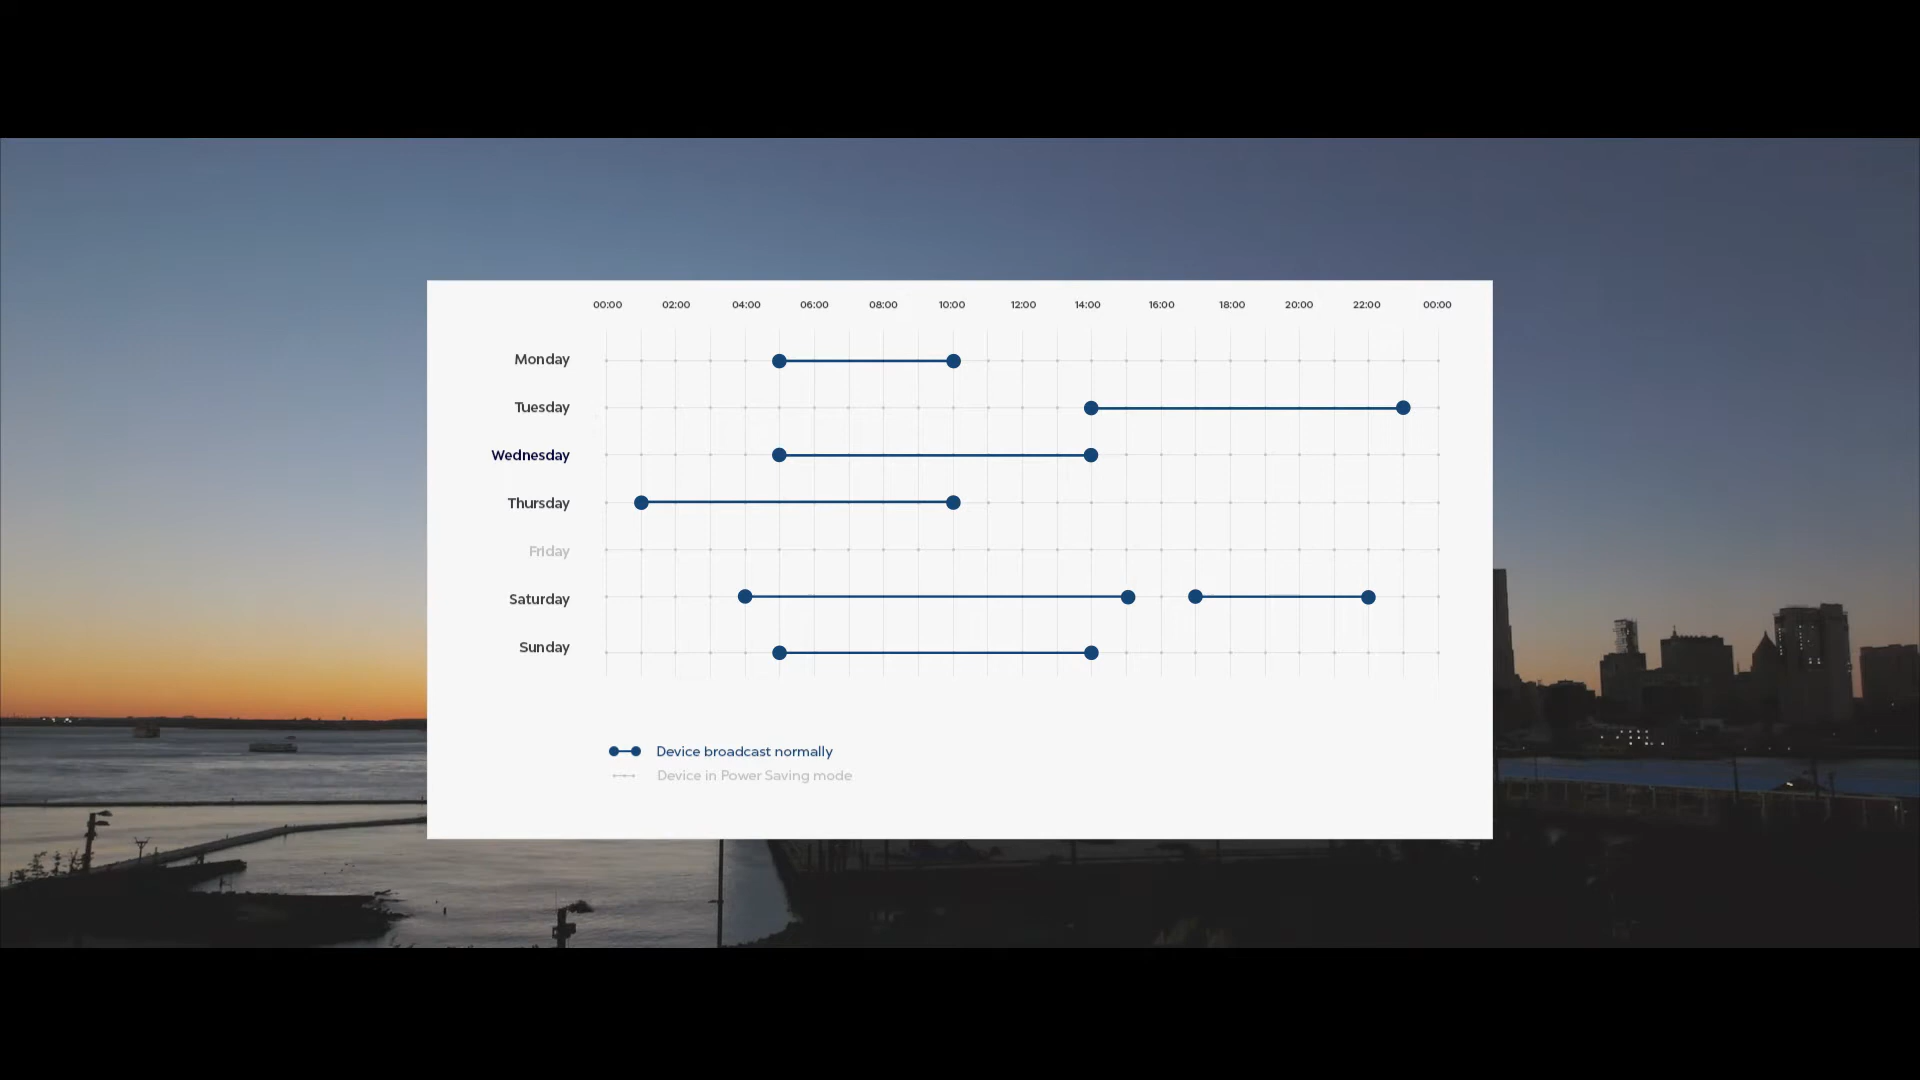 00:00 02:00 04:00 06:00 08:00 10:00 12:00 14:00 16:00 18:00 20:00 22:00 00:00
Monday
Tuesday
Wednesday
Thursday
Friday
Saturday
Sunday
Device broadcast normally
Device in Power Saving mode